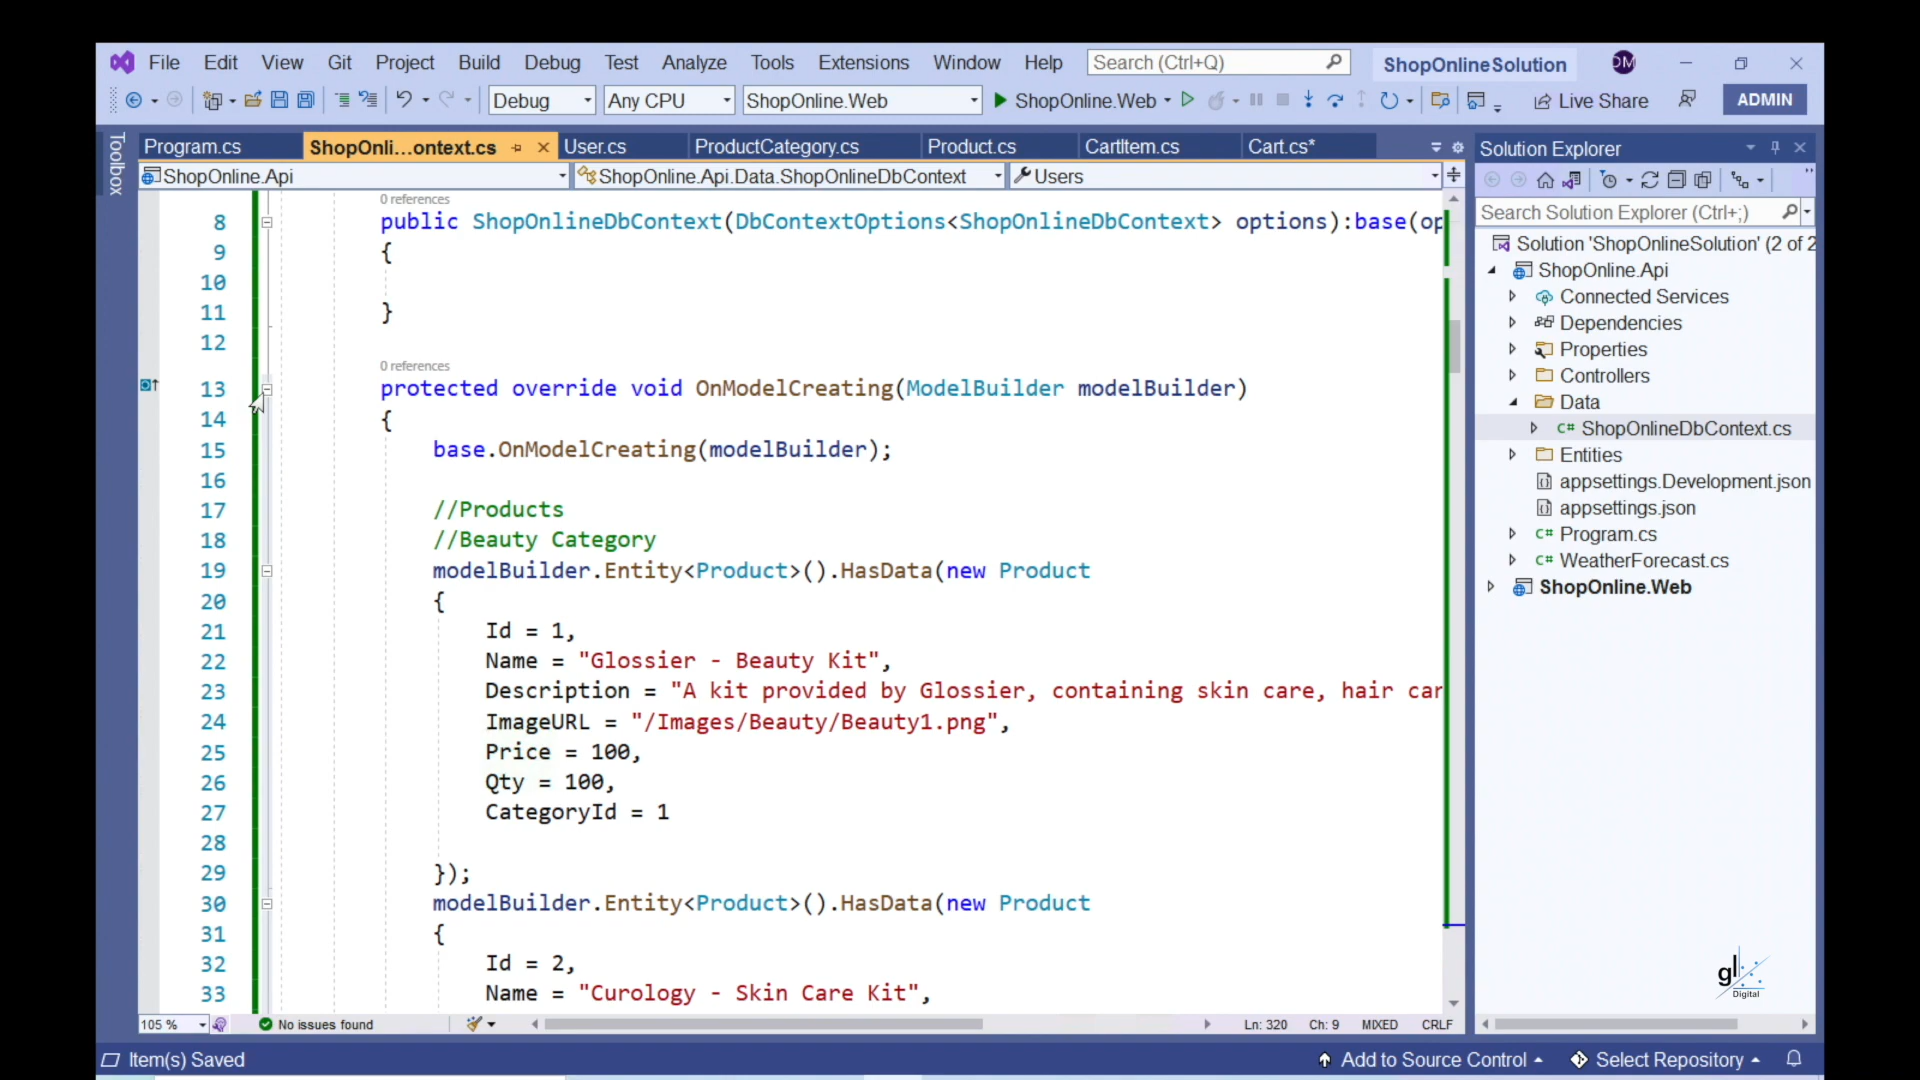 File Edit View Git Project Build Debug Test Analyze Tools Extensions Window Help Search (Ctrl+Q) ShopOnlineSolution DM
Debug Any CPU ShopOnline.Web ShopOnline.Web Live Share ADMIN
Toolbox
Program.cs ShopOnli...ontext.cs User.cs ProductCategory.cs Product.cs CartItem.cs Cart.cs*
ShopOnline.Api ShopOnline.Api.Data.ShopOnlineDbContext Users
0 references
8 public ShopOnlineDbContext(DbContextOptions<ShopOnlineDbContext> options):base(op
9 {
10
11 }
12
0 references
13 protected override void OnModelCreating(ModelBuilder modelBuilder)
14 {
15 base.OnModelCreating(modelBuilder);
16
17 //Products
18 //Beauty Category
19 modelBuilder.Entity<Product>().HasData(new Product
20 {
21 Id = 1,
22 Name = "Glossier - Beauty Kit",
23 Description = "A kit provided by Glossier, containing skin care, hair car
24 ImageURL = "/Images/Beauty/Beauty1.png",
25 Price = 100,
26 Qty = 100,
27 CategoryId = 1
28
29 });
30 modelBuilder.Entity<Product>().HasData(new Product
31 {
32 Id = 2,
33 Name = "Curology - Skin Care Kit",
105 % No issues found Ln: 320 Ch: 9 MIXED CRLF
Solution Explorer
Search Solution Explorer (Ctrl+;)
Solution 'ShopOnlineSolution' (2 of 2
ShopOnline.Api
Connected Services
Dependencies
Properties
Controllers
Data
C# ShopOnlineDbContext.cs
Entities
appsettings.Development.json
appsettings.json
C# Program.cs
C# WeatherForecast.cs
ShopOnline.Web
gl
Digital
Item(s) Saved Add to Source Control Select Repository